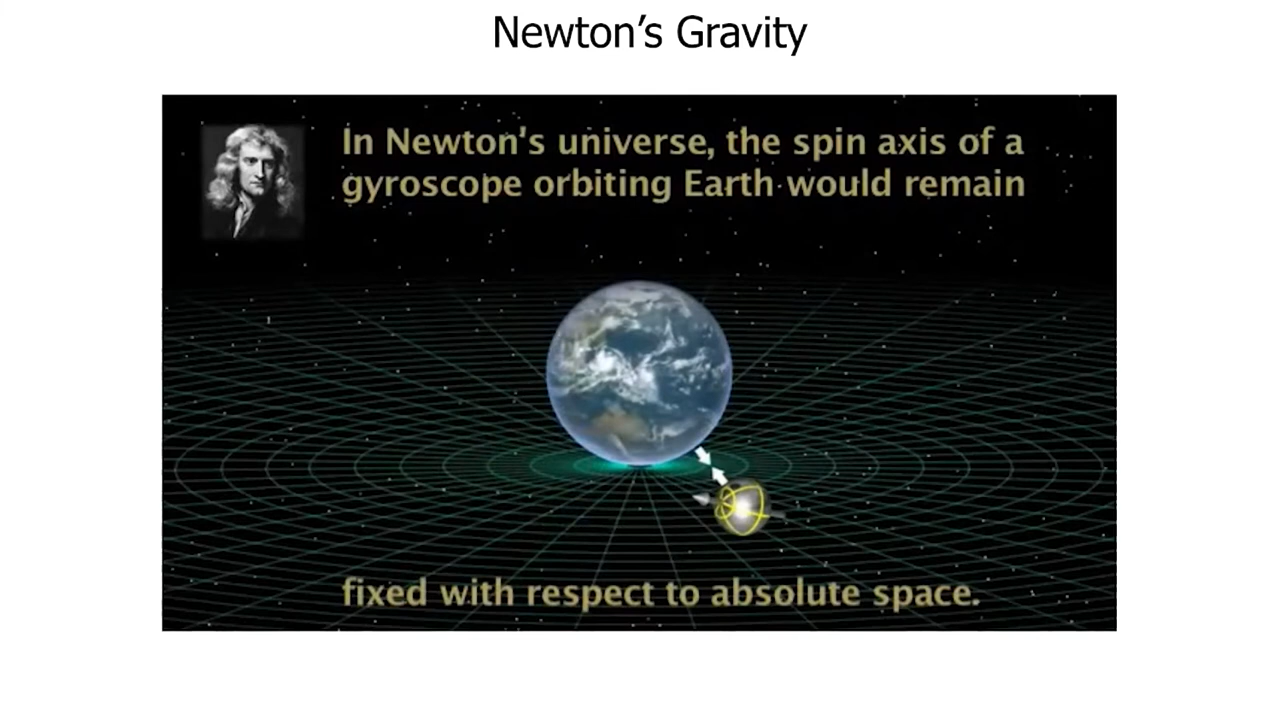 Newton’s Gravity
In Newton's universe, the spin axis of a
gyroscope orbiting Earth would remain
fixed with respect to absolute space.